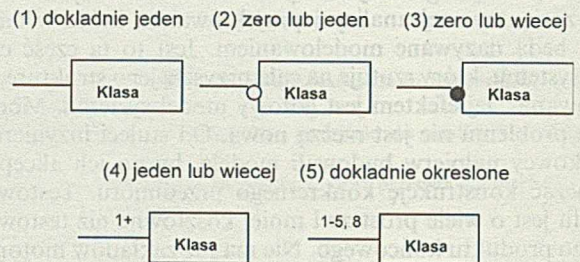 (1) dokladnie jeden (2) zero lub jeden (3) zero lub wiecej
Klasa Klasa Klasa
(4) jeden lub wiecej (5) dokladnie okreslone
1+ 1-5, 8
Klasa Klasa